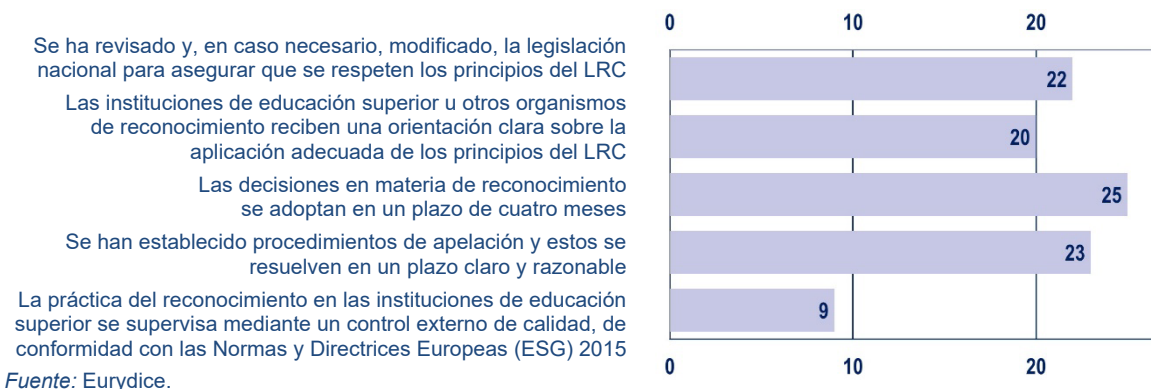 0 10 20
Se ha revisado y, en caso necesario, modificado, la legislación
nacional para asegurar que se respeten los principios del LRC
22
Las instituciones de educación superior u otros organismos
de reconocimiento reciben una orientación clara sobre la
aplicación adecuada de los principios del LRC
20
Las decisiones en materia de reconocimiento
se adoptan en un plazo de cuatro meses
25
Se han establecido procedimientos de apelación y estos se
resuelven en un plazo claro y razonable
23
La práctica del reconocimiento en las instituciones de educación
superior se supervisa mediante un control externo de calidad, de
conformidad con las Normas y Directrices Europeas (ESG) 2015
9
0 10 20
Fuente: Eurydice.